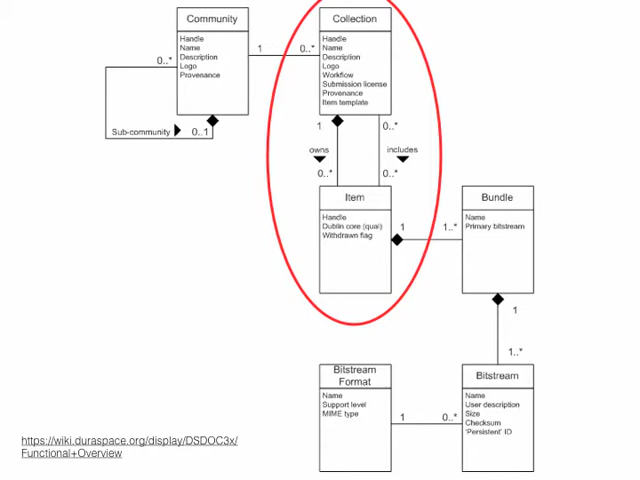 Community
Handle
Name
Description
Logo
Provenance
1
0..*
Collection
Handle
Name
Description
Logo
Workflow
Submission license
Provenance
Item template
0..*
Sub-community
0..1
1
0..*
owns
includes
0..*
0..*
Item
Handle
Dublin core (qual)
Withdrawn flag
1
1..*
Bundle
Name
Primary bitstream
1
1..*
Bitstream
Format
Name
Support level
MIME type
1
0..*
Bitstream
Name
User description
Size
Checksum
'Persistent' ID
https://wiki.duraspace.org/display/DSDOC3x/
Functional+Overview